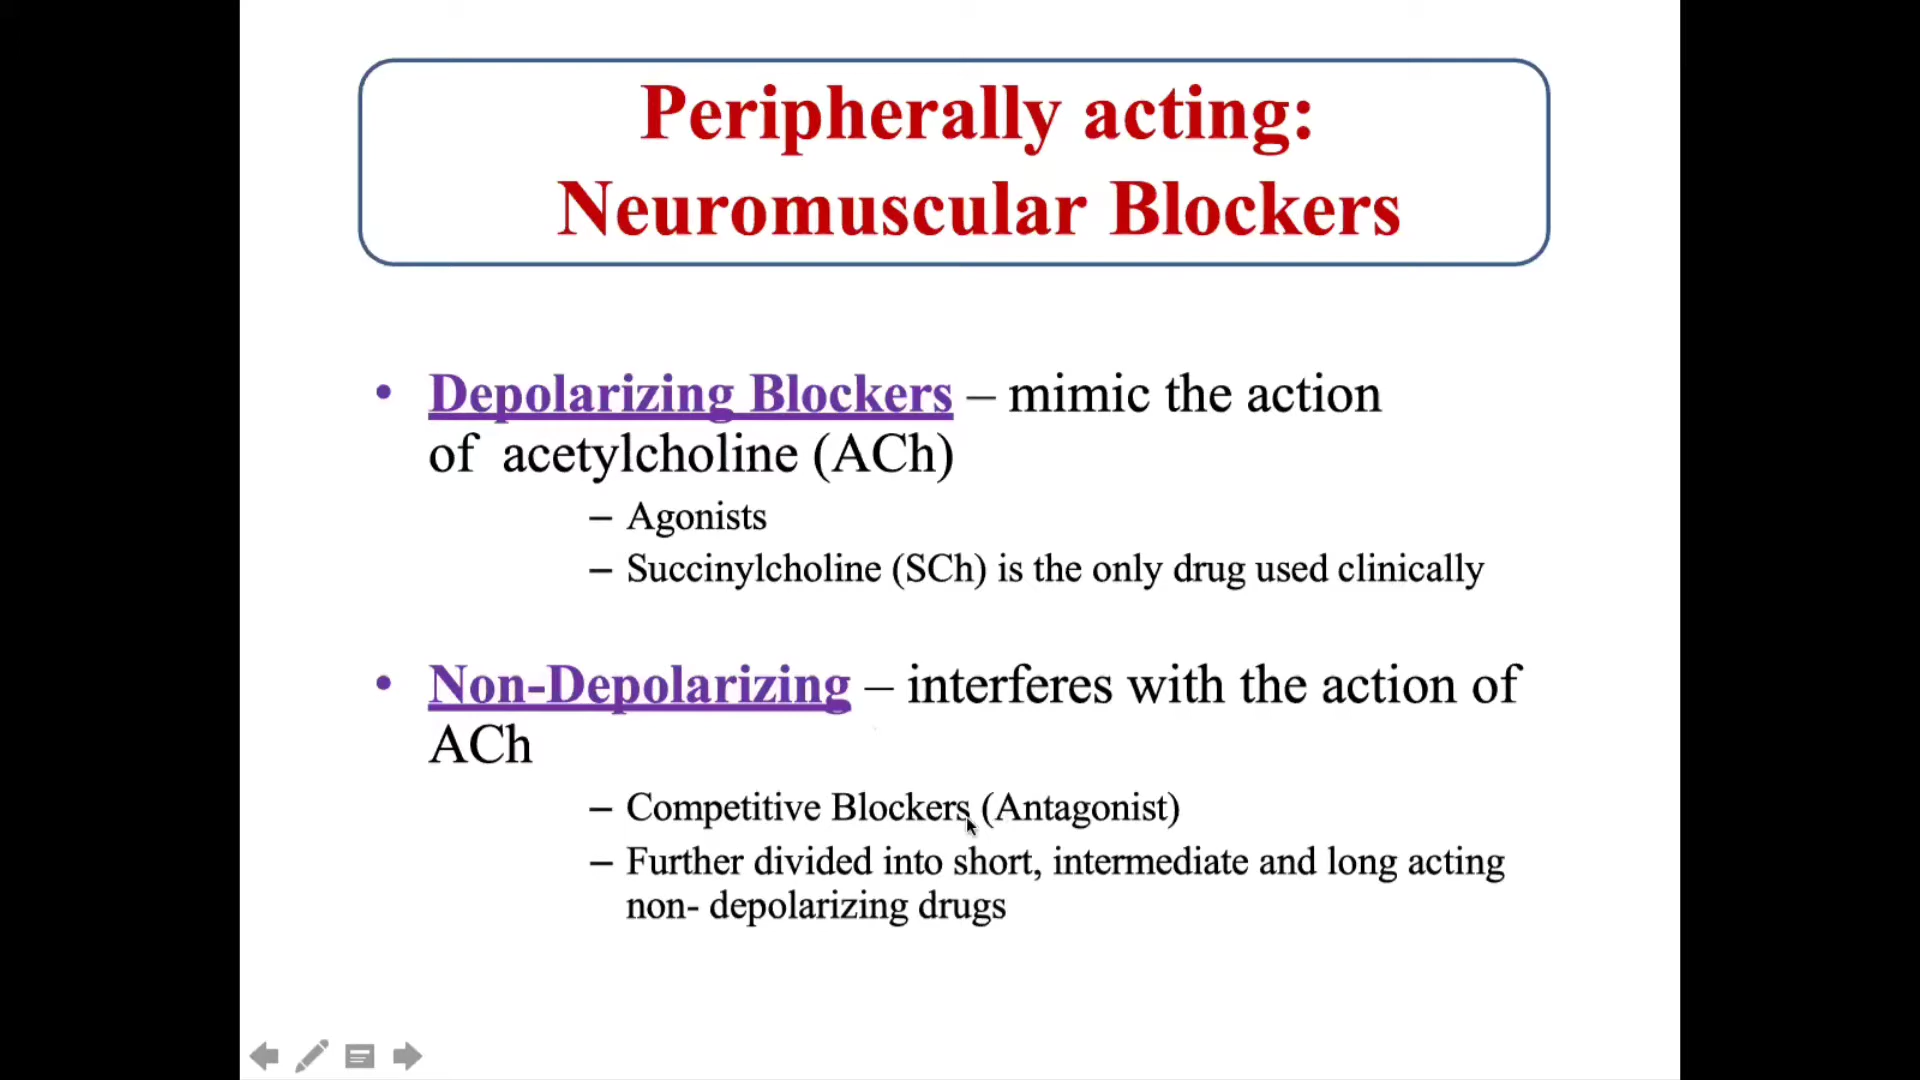 Peripherally acting:
Neuromuscular Blockers
• Depolarizing Blockers – mimic the action
of acetylcholine (ACh)
– Agonists
– Succinylcholine (SCh) is the only drug used clinically
• Non-Depolarizing – interferes with the action of
ACh
– Competitive Blockers (Antagonist)
– Further divided into short, intermediate and long acting
non- depolarizing drugs